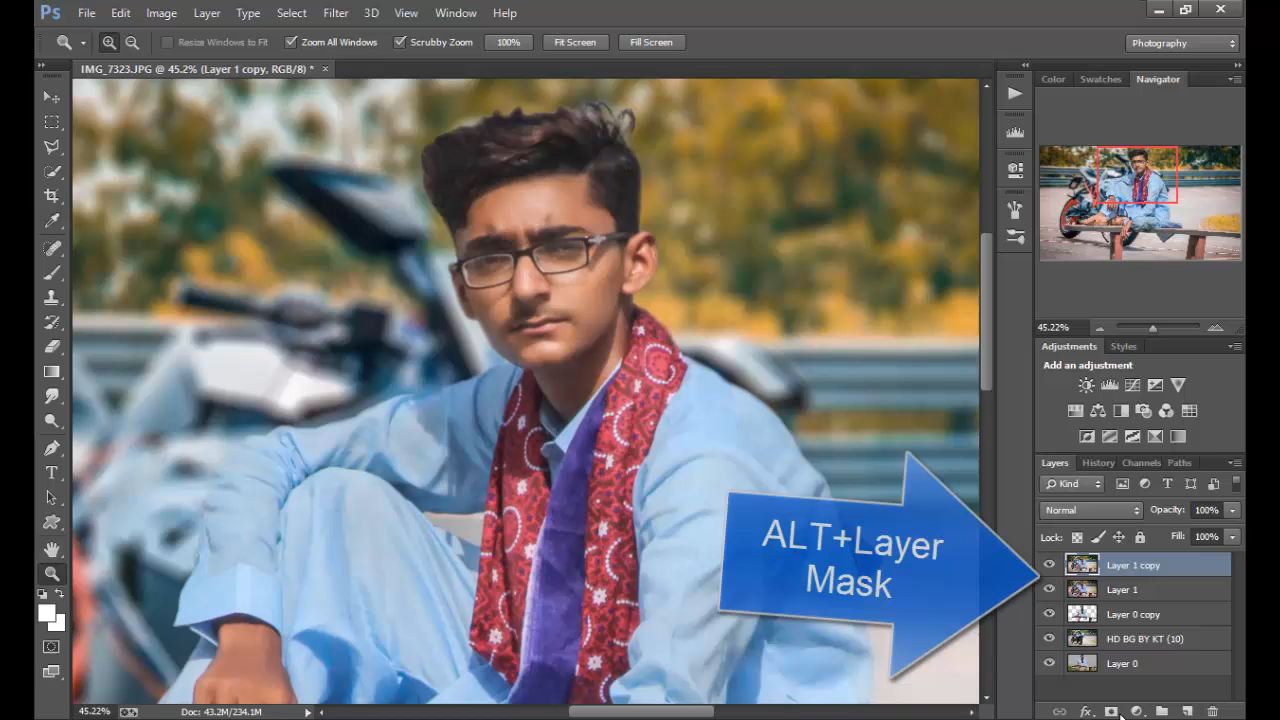 Ps File Edit Image Layer Type Select Filter 3D View Window Help
Resize Windows to Fit Zoom All Windows Scrubby Zoom 100% Fit Screen Fill Screen Photography
IMG_7323.JPG @ 45.2% (Layer 1 copy, RGB/8) * ×
Color Swatches Navigator
45.22%
Adjustments Styles
Add an adjustment
Layers History Channels Paths
Kind
Normal Opacity: 100%
Lock: Fill: 100%
ALT+Layer
Mask
Layer 1 copy
Layer 1
Layer 0 copy
HD BG BY KT (10)
Layer 0
45.22% Doc: 43.2M/234.1M